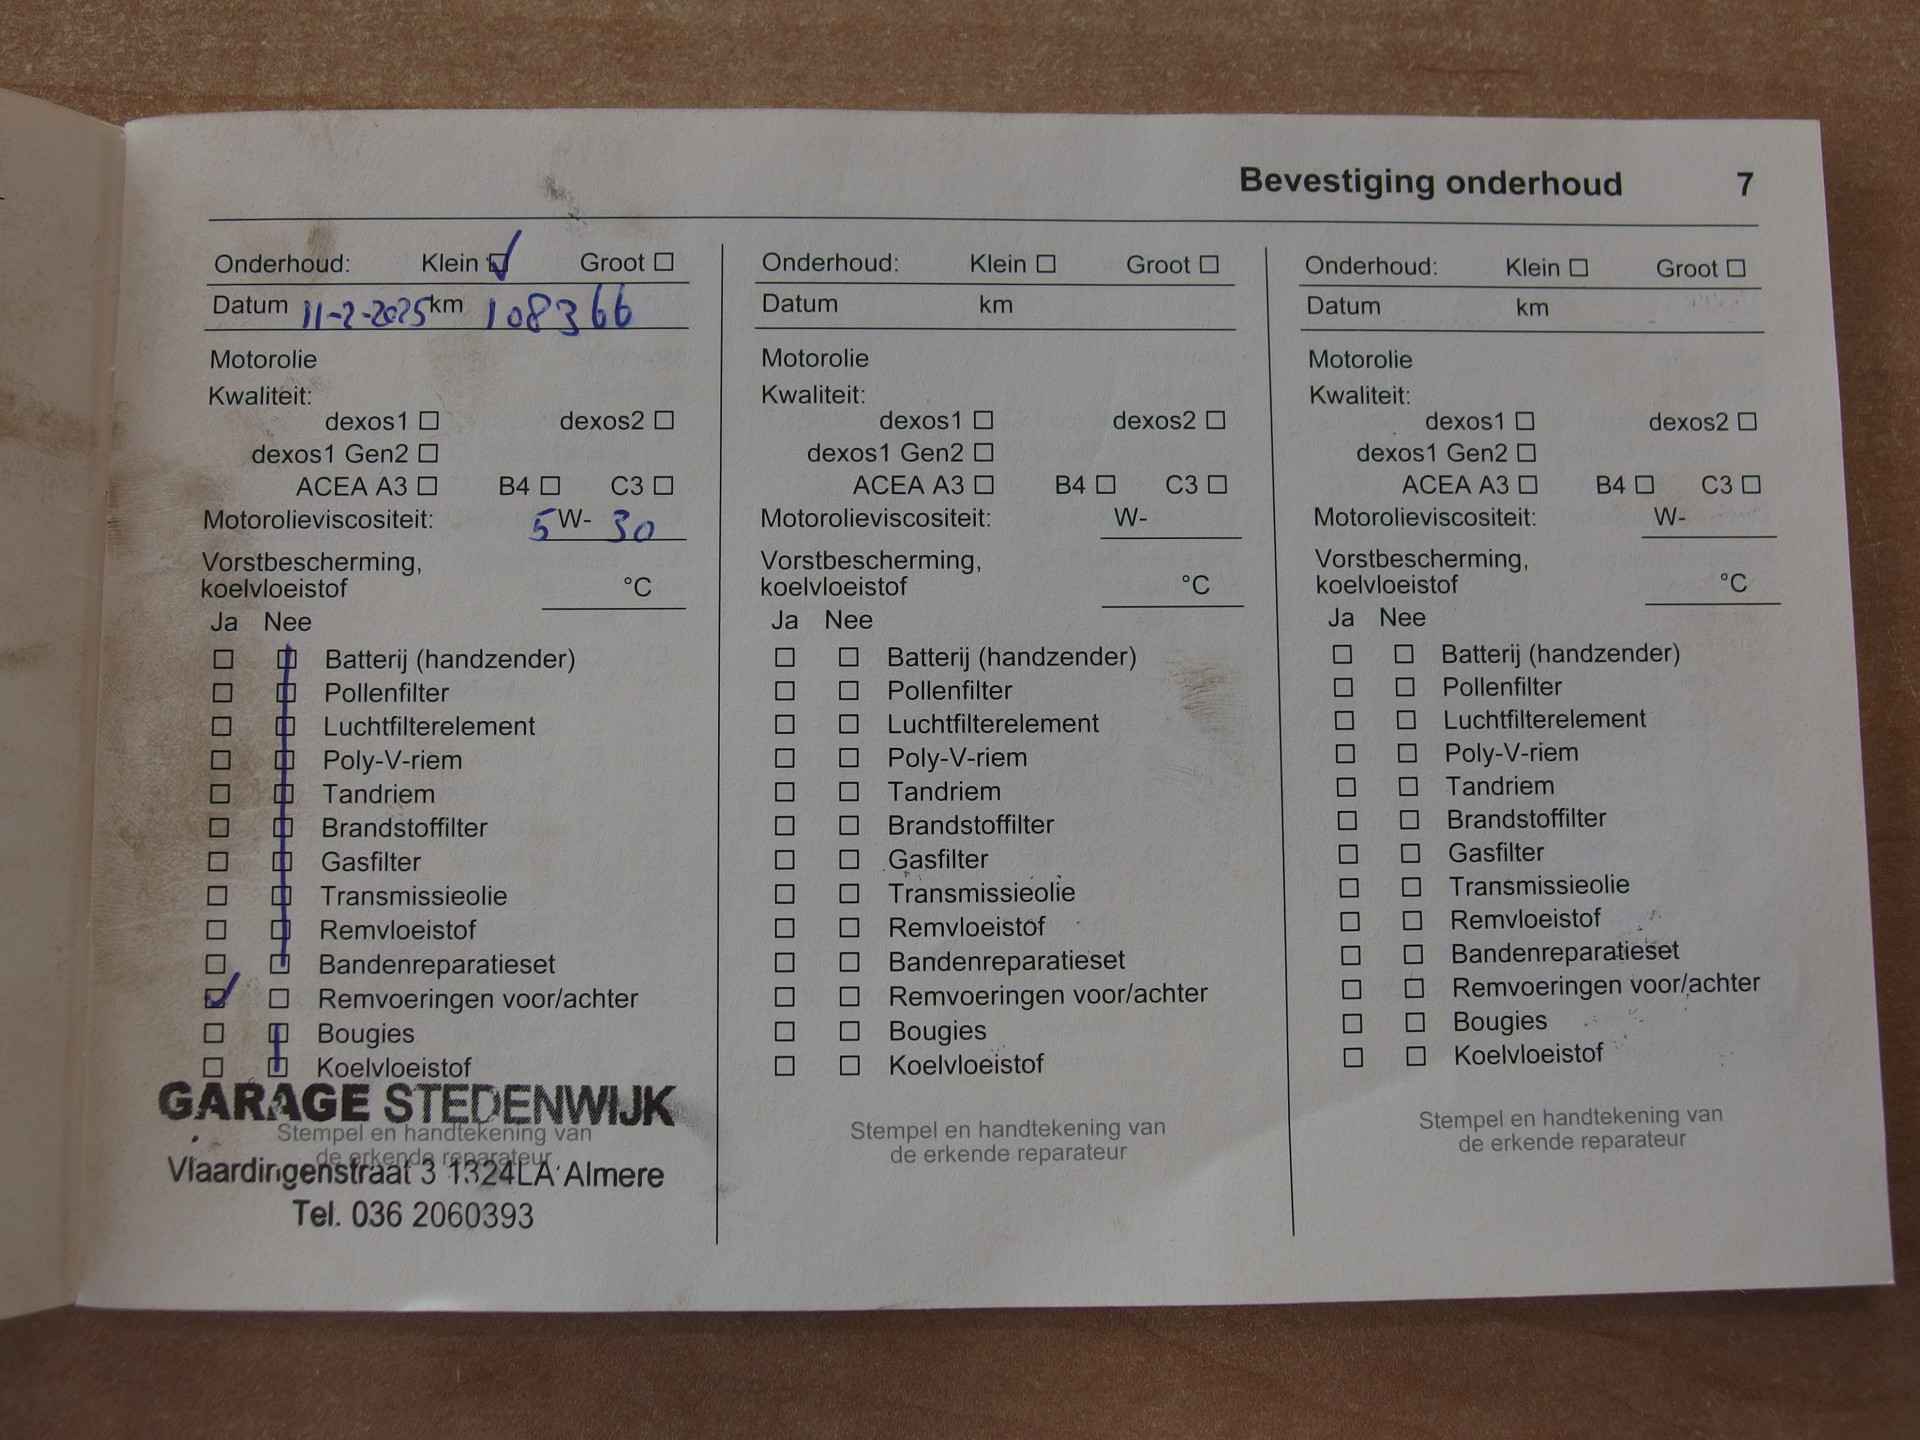 Bevestiging onderhoud 7
Onderhoud: Klein ☑ Groot ☐
Datum 11-2-2025 km 108366
Motorolie
Kwaliteit:
dexos1 ☐ dexos2 ☐
dexos1 Gen2 ☐
ACEA A3 ☐ B4 ☐ C3 ☐
Motorolieviscositeit: 5 W- 30
Vorstbescherming,
koelvloeistof °C
Ja Nee
Batterij (handzender)
Pollenfilter
Luchtfilterelement
Poly-V-riem
Tandriem
Brandstoffilter
Gasfilter
Transmissieolie
Remvloeistof
Bandenreparatieset
Remvoeringen voor/achter
Bougies
Koelvloeistof
GARAGE STEDENWIJK
Stempel en handtekening van
de erkende reparateur
Vlaardingenstraat 3 1324LA Almere
Tel. 036 2060393
Onderhoud: Klein ☐ Groot ☐
Datum km
Motorolie
Kwaliteit:
dexos1 ☐ dexos2 ☐
dexos1 Gen2 ☐
ACEA A3 ☐ B4 ☐ C3 ☐
Motorolieviscositeit: W-
Vorstbescherming,
koelvloeistof °C
Ja Nee
Batterij (handzender)
Pollenfilter
Luchtfilterelement
Poly-V-riem
Tandriem
Brandstoffilter
Gasfilter
Transmissieolie
Remvloeistof
Bandenreparatieset
Remvoeringen voor/achter
Bougies
Koelvloeistof
Stempel en handtekening van
de erkende reparateur
Onderhoud: Klein ☐ Groot ☐
Datum km
Motorolie
Kwaliteit:
dexos1 ☐ dexos2 ☐
dexos1 Gen2 ☐
ACEA A3 ☐ B4 ☐ C3 ☐
Motorolieviscositeit: W-
Vorstbescherming,
koelvloeistof °C
Ja Nee
Batterij (handzender)
Pollenfilter
Luchtfilterelement
Poly-V-riem
Tandriem
Brandstoffilter
Gasfilter
Transmissieolie
Remvloeistof
Bandenreparatieset
Remvoeringen voor/achter
Bougies
Koelvloeistof
Stempel en handtekening van
de erkende reparateur